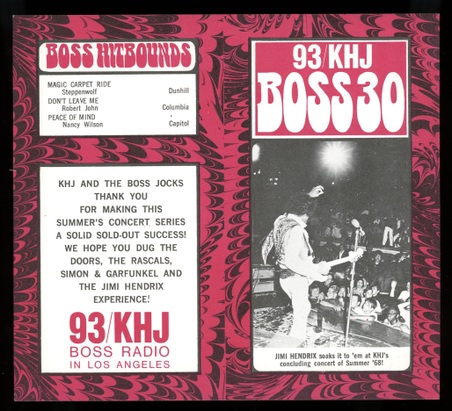 BOSS HITBOUNDS
MAGIC CARPET RIDE
Steppenwolf Dunhill
DON'T LEAVE ME
Robert John Columbia
PEACE OF MIND
Nancy Wilson Capitol
KHJ AND THE BOSS JOCKS
THANK YOU
FOR MAKING THIS
SUMMER'S CONCERT SERIES
A SOLID SOLD-OUT SUCCESS!
WE HOPE YOU DUG THE
DOORS, THE RASCALS,
SIMON & GARFUNKEL AND
THE JIMI HENDRIX
EXPERIENCE!
93/KHJ
BOSS RADIO
IN LOS ANGELES
93/KHJ
BOSS 30
JIMI HENDRIX soaks it to 'em at KHJ's
concluding concert of Summer '68!